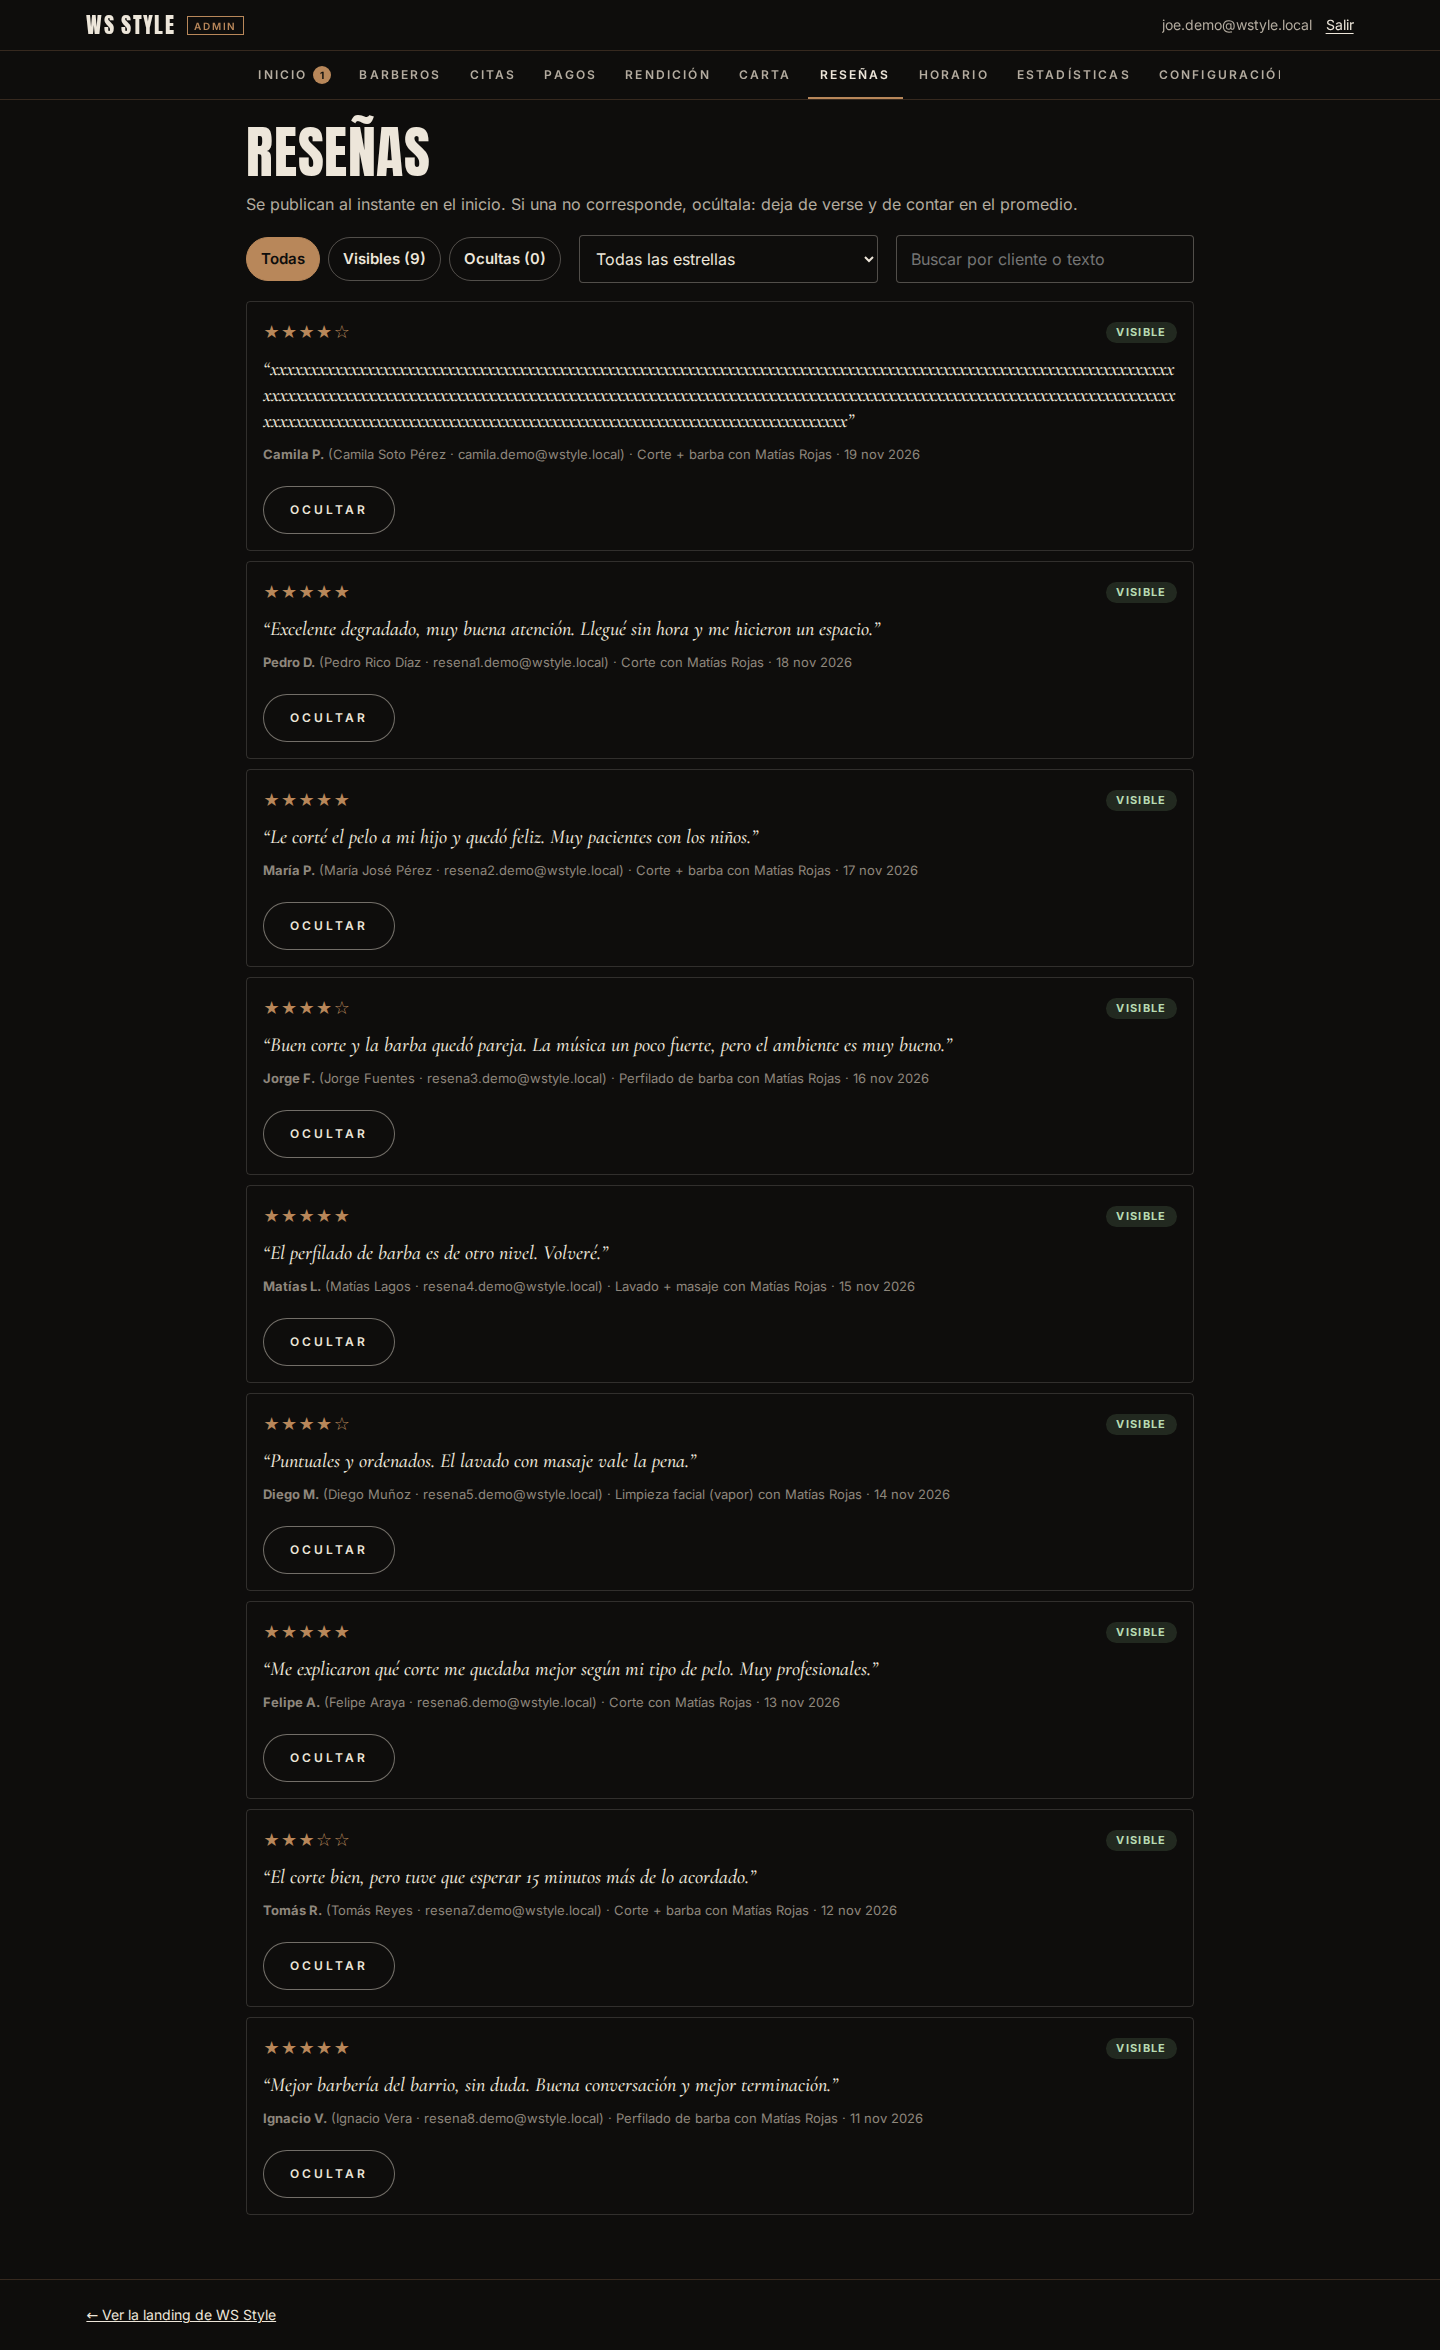 WS STYLE ADMIN joe.demo@wstyle.local Salir
INICIO 1 BARBEROS CITAS PAGOS RENDICIÓN CARTA RESEÑAS HORARIO ESTADÍSTICAS
RESEÑAS
Se publican al instante en el inicio. Si una no corresponde, ocúltala: deja de verse y de contar en el promedio.
Todas Visibles (9) Ocultas (0) Todas las estrellas Buscar por cliente o texto
★★★★☆ VISIBLE
Camila P. (Camila Soto Pérez · camila.demo@wstyle.local) · Corte + barba con Matías Rojas · 19 nov 2026
OCULTAR
★★★★★ VISIBLE
“Excelente degradado, muy buena atención. Llegué sin hora y me hicieron un espacio.”
Pedro D. (Pedro Rico Díaz · resena1.demo@wstyle.local) · Corte con Matías Rojas · 18 nov 2026
OCULTAR
★★★★★ VISIBLE
“Le corté el pelo a mi hijo y quedó feliz. Muy pacientes con los niños.”
María P. (María José Pérez · resena2.demo@wstyle.local) · Corte + barba con Matías Rojas · 17 nov 2026
OCULTAR
★★★★☆ VISIBLE
“Buen corte y la barba quedó pareja. La música un poco fuerte, pero el ambiente es muy bueno.”
Jorge F. (Jorge Fuentes · resena3.demo@wstyle.local) · Perfilado de barba con Matías Rojas · 16 nov 2026
OCULTAR
★★★★★ VISIBLE
“El perfilado de barba es de otro nivel. Volveré.”
Matías L. (Matías Lagos · resena4.demo@wstyle.local) · Lavado + masaje con Matías Rojas · 15 nov 2026
OCULTAR
★★★★☆ VISIBLE
“Puntuales y ordenados. El lavado con masaje vale la pena.”
Diego M. (Diego Muñoz · resena5.demo@wstyle.local) · Limpieza facial (vapor) con Matías Rojas · 14 nov 2026
OCULTAR
★★★★★ VISIBLE
“Me explicaron qué corte me quedaba mejor según mi tipo de pelo. Muy profesionales.”
Felipe A. (Felipe Araya · resena6.demo@wstyle.local) · Corte con Matías Rojas · 13 nov 2026
OCULTAR
★★★☆☆ VISIBLE
“El corte bien, pero tuve que esperar 15 minutos más de lo acordado.”
Tomás R. (Tomás Reyes · resena7.demo@wstyle.local) · Corte + barba con Matías Rojas · 12 nov 2026
OCULTAR
★★★★★ VISIBLE
“Mejor barbería del barrio, sin duda. Buena conversación y mejor terminación.”
Ignacio V. (Ignacio Vera · resena8.demo@wstyle.local) · Perfilado de barba con Matías Rojas · 11 nov 2026
OCULTAR
← Ver la landing de WS Style